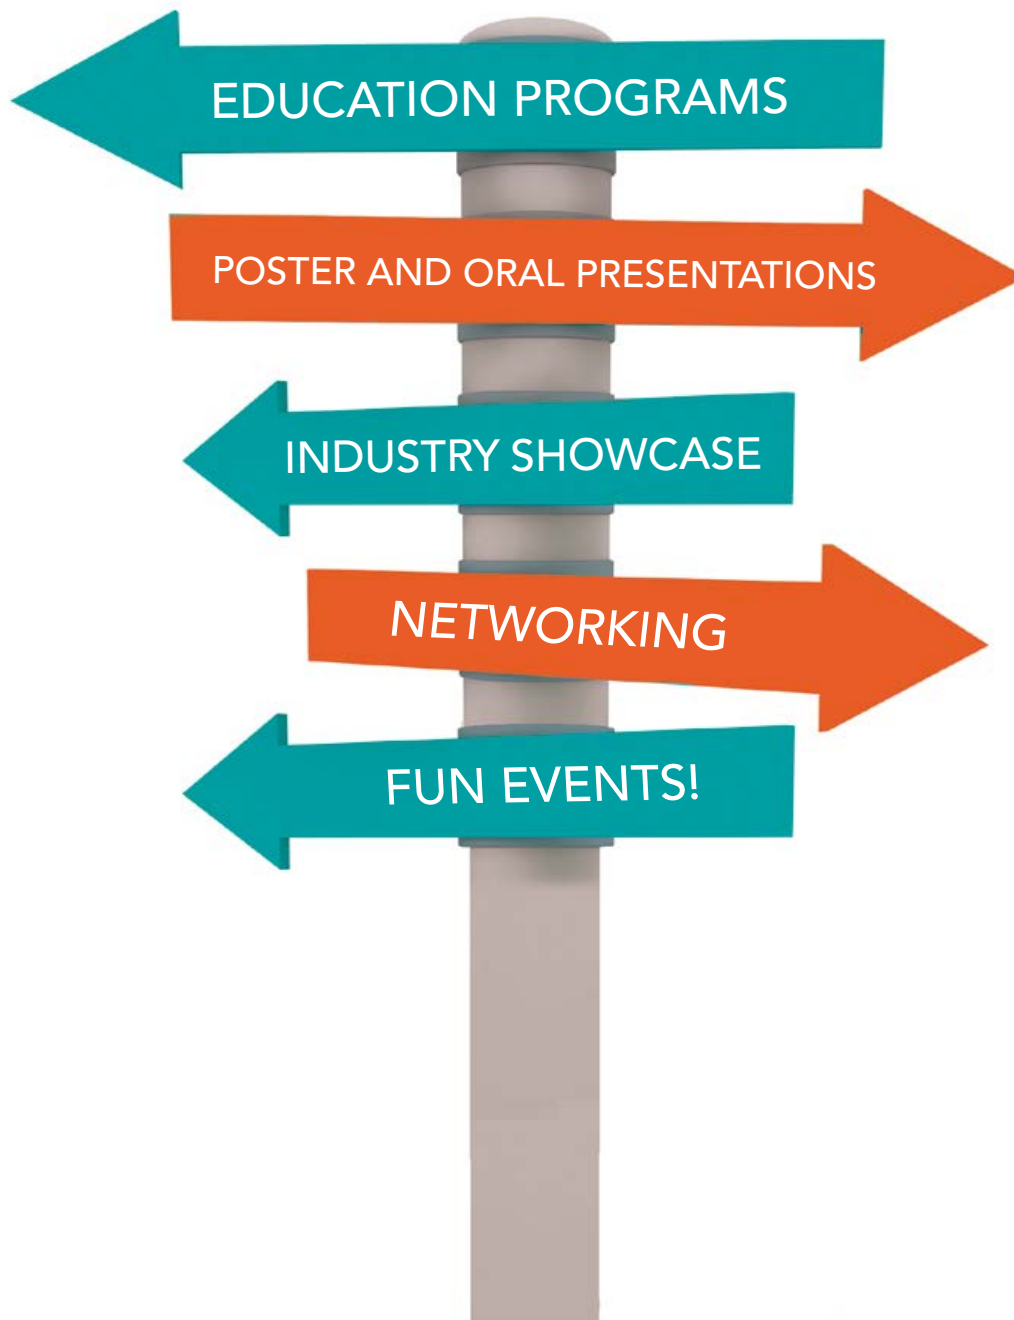 EDUCATION PROGRAMS
POSTER AND ORAL PRESENTATIONS
INDUSTRY SHOWCASE
NETWORKING
FUN EVENTS!